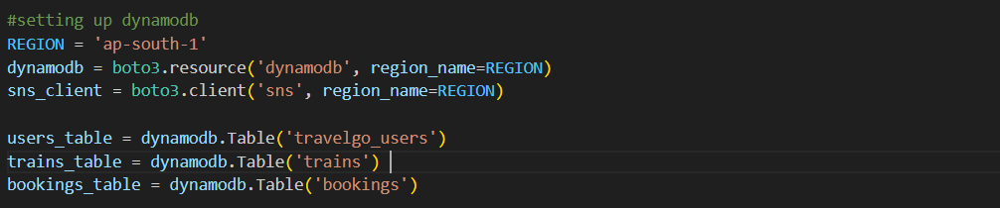 #setting up dynamodb
REGION = 'ap-south-1'
dynamodb = boto3.resource('dynamodb', region_name=REGION)
sns_client = boto3.client('sns', region_name=REGION)
users_table = dynamodb.Table('travelgo_users')
trains_table = dynamodb.Table('trains')
bookings_table = dynamodb.Table('bookings')